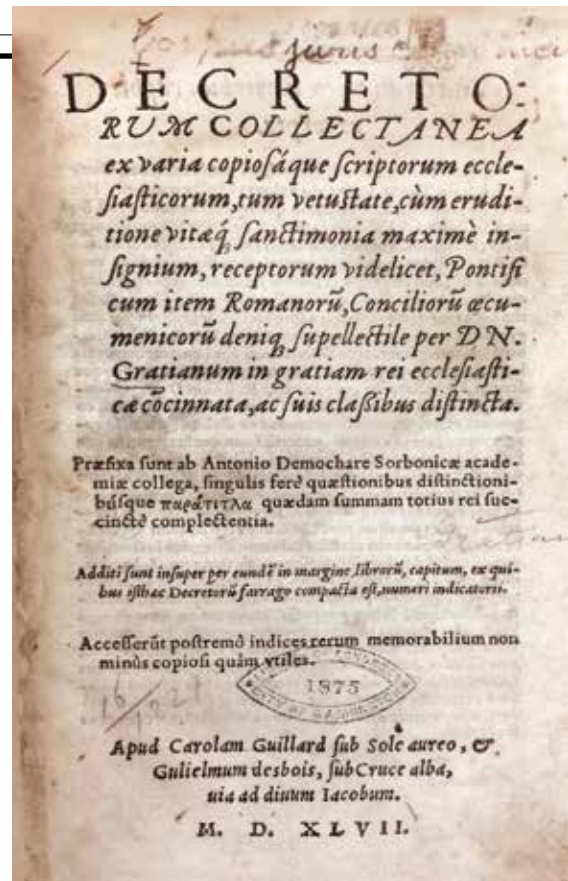 juris
DECRETO:
RUM COLLECTANEA
ex varia copiosáque scriptorum eccle-
siasticorum, tum vetustate, cùm erudi-
tione vitæq́ sanctimonia maximè in-
signium, receptorum videlicet, Pontifi
cum item Romanorũ, Conciliorũ œcu-
menicorũ deniq; supellectile per D N.
Gratianum in gratiam rei ecclesiasti-
cæ cõcinnata, ac suis classibus distincta.
Præfixa sunt ab Antonio Demochare Sorbonicæ acade-
miæ collega, singulis ferè quæstionibus distinctioni-
búsque παράτιτλα quædam summam totius rei suc-
cinctè complectentia.
Additi sunt insuper per eundẽ in margine, librorũ, capitum, ex qui-
bus isthæc Decretorũ farrago compacta est, numeri indicatorii.
Accesserũt postremò indices rerum memorabilium non
minùs copiosi quàm vtiles.
1875
Apud Carolam Guillard sub Sole aureo, &
Gulielmum desbois, sub Cruce alba,
uia ad diuum Iacobum.
M. D. XLVII.